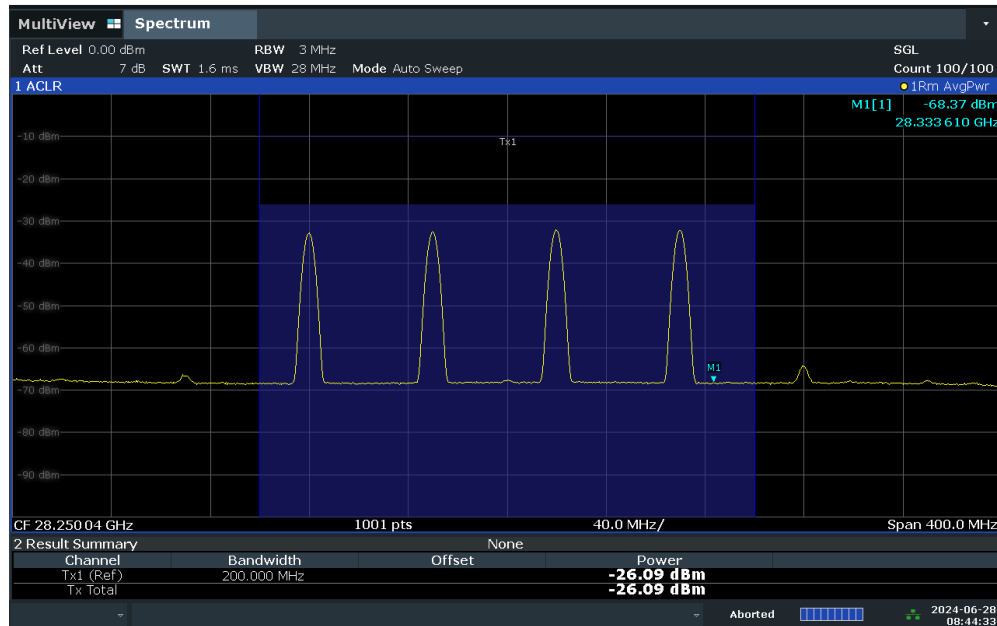 MultiView Spectrum
Ref Level 0.00 dBm RBW 3 MHz SGL
Att 7 dB SWT 1.6 ms VBW 28 MHz Mode Auto Sweep Count 100/100
1 ACLR 1Rm AvgPwr
M1[1] -68.37 dBm
28.333 610 GHz
-10 dBm
Tx1
-20 dBm
-30 dBm
-40 dBm
-50 dBm
-60 dBm
M1
-70 dBm
-80 dBm
-90 dBm
CF 28.250 04 GHz 1001 pts 40.0 MHz/ Span 400.0 MHz
2 Result Summary None
Channel Bandwidth Offset Power
Tx1 (Ref) 200.000 MHz -26.09 dBm
Tx Total -26.09 dBm
Aborted 2024-06-28
08:44:33